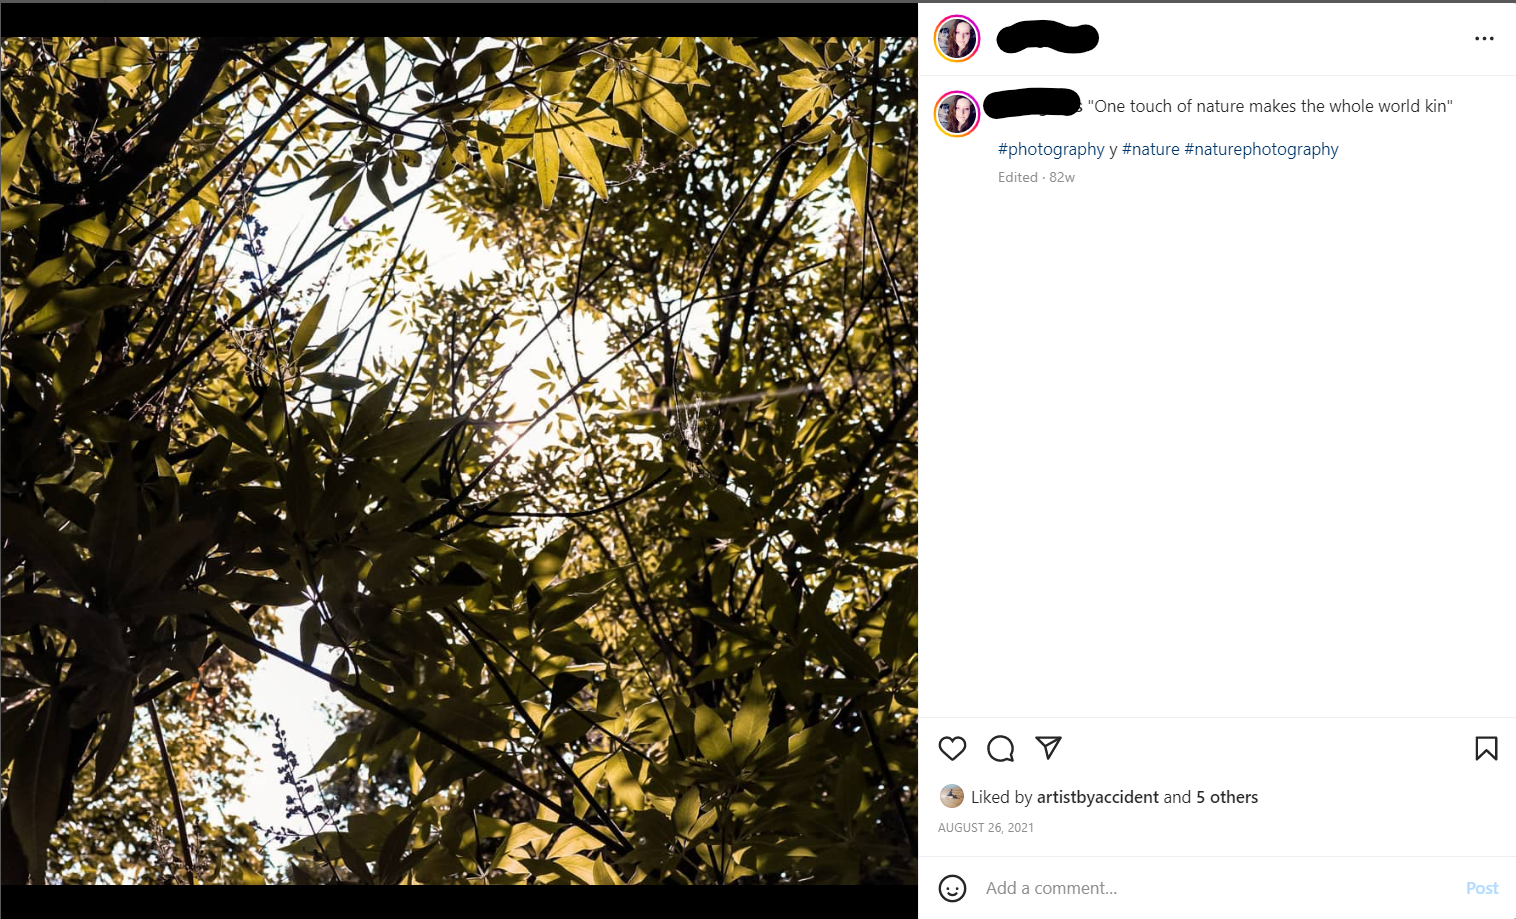 "One touch of nature makes the whole world kin"
#photography y #nature #naturephotography
Edited · 82w
Liked by artistbyaccident and 5 others
AUGUST 26, 2021
Add a comment... Post